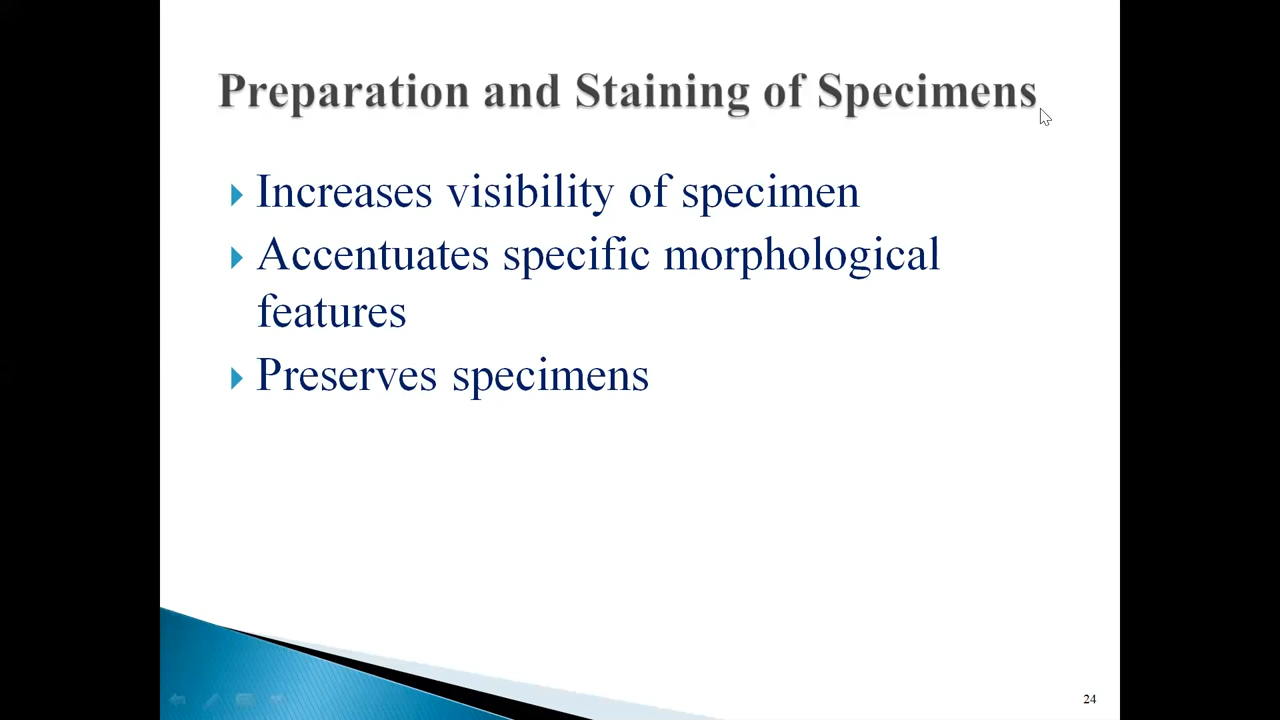 Preparation and Staining of Specimens
Increases visibility of specimen
Accentuates specific morphological
features
Preserves specimens
24